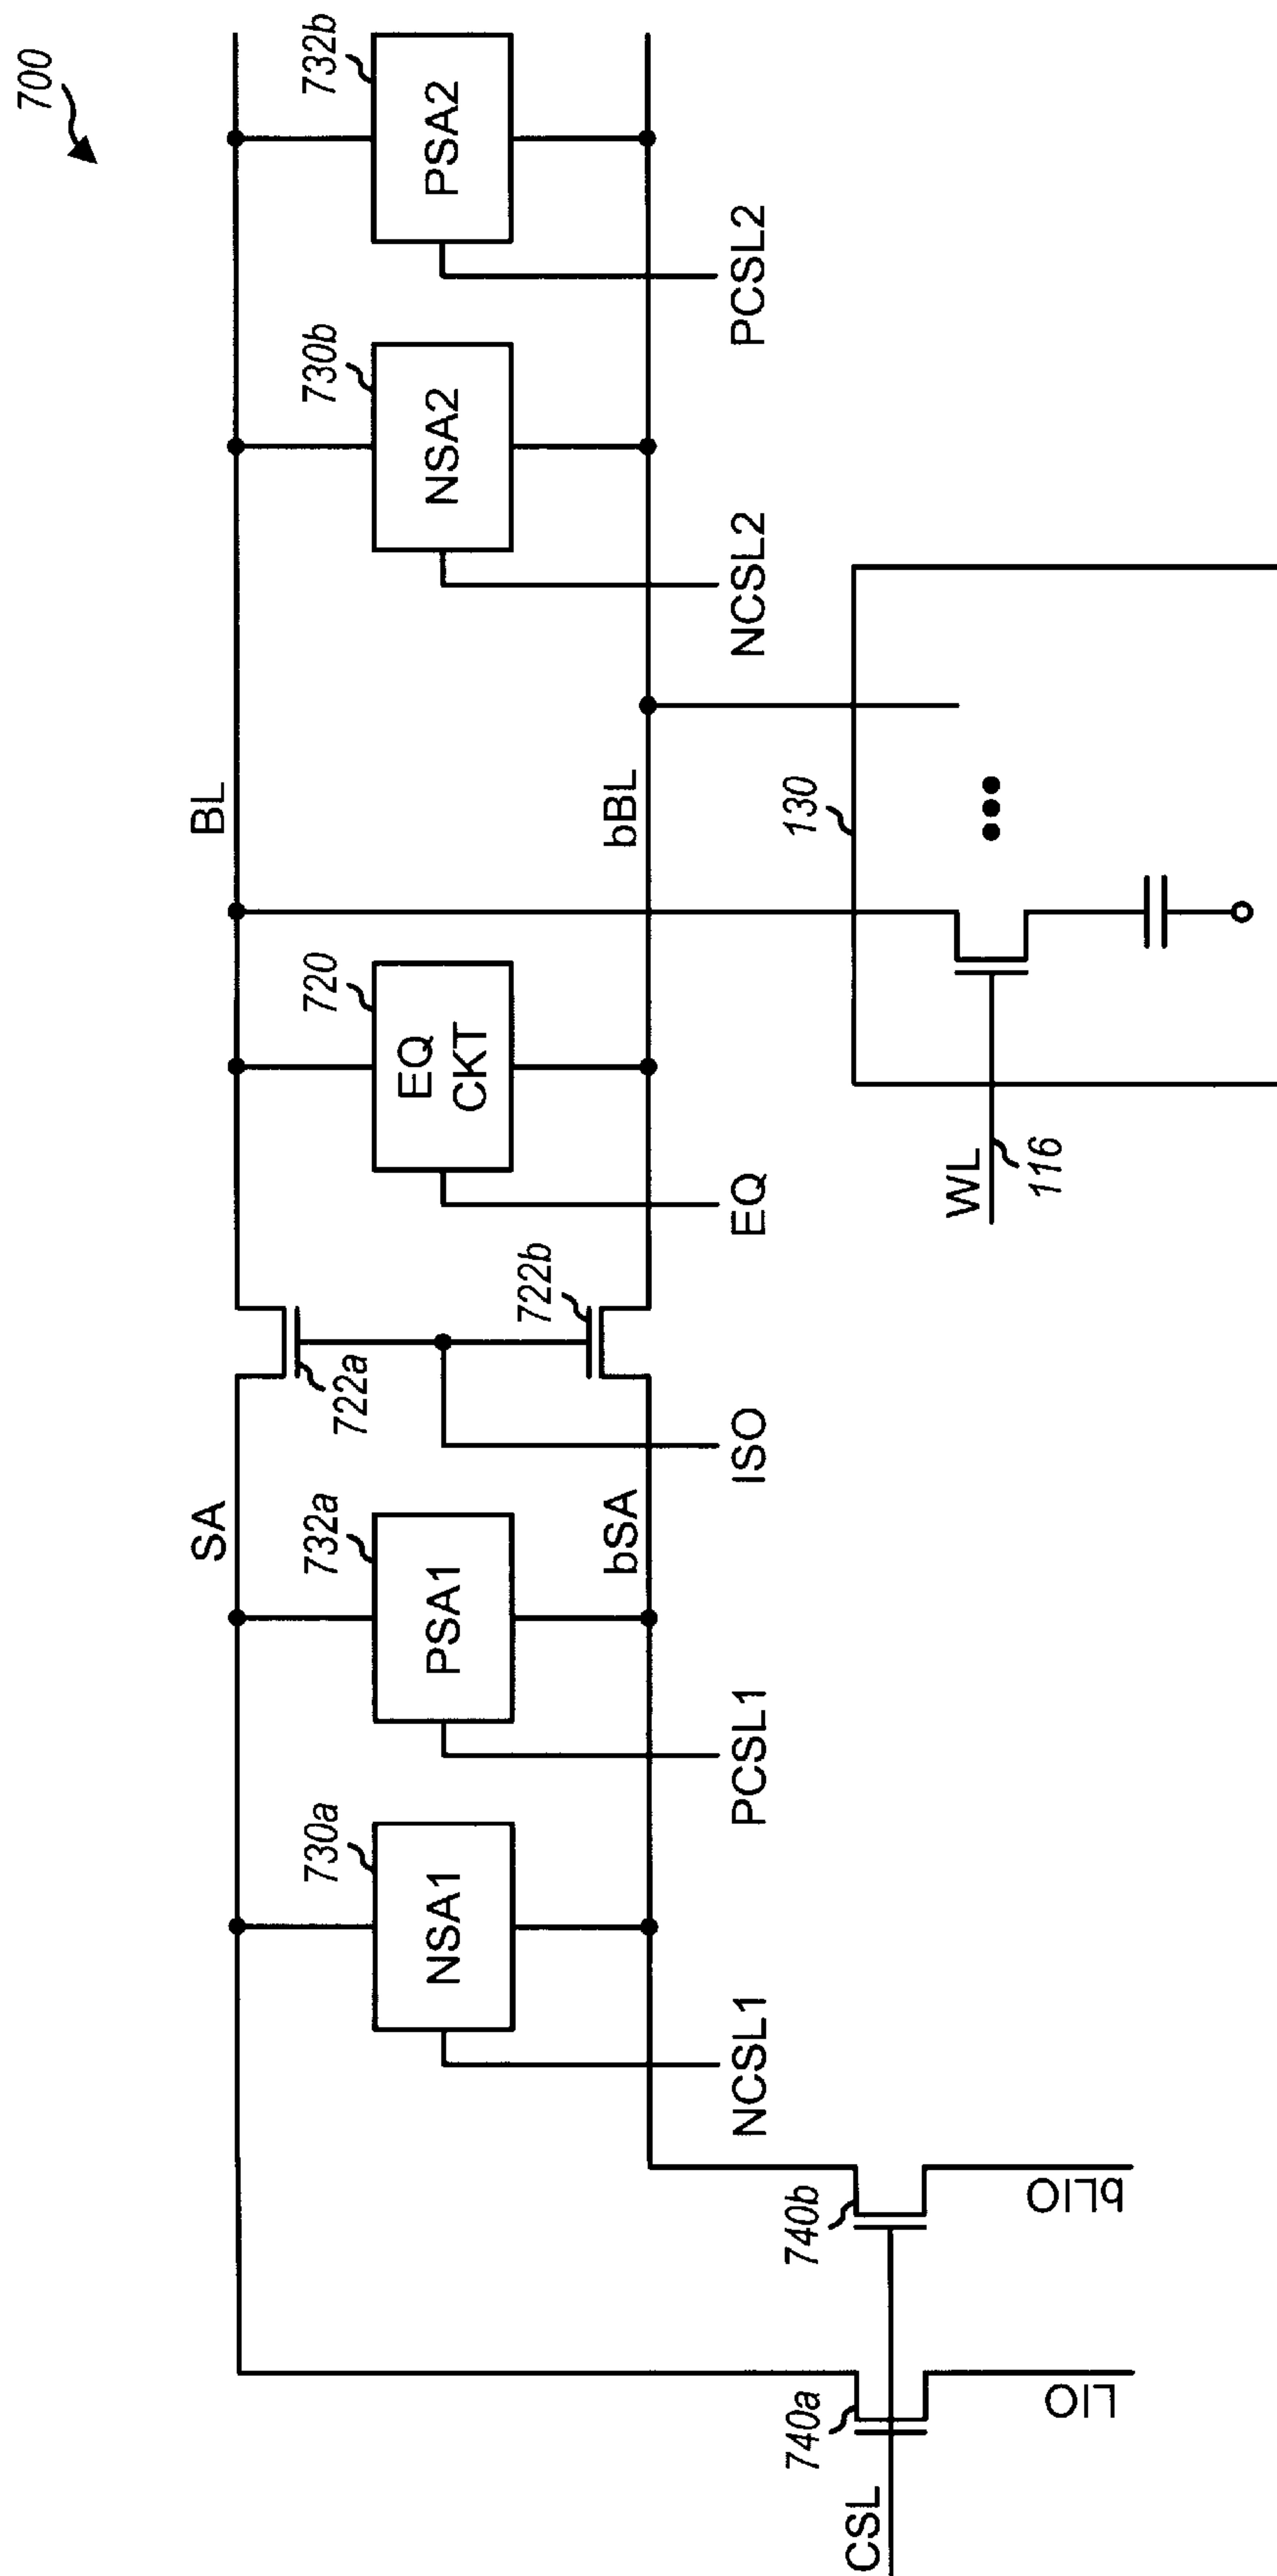 700
SA
BL
730a
732a
720
730b
732b
NSA1
PSA1
EQ
CKT
NSA2
PSA2
722a
722b
bSA
bBL
NCSL1
PCSL1
ISO
EQ
NCSL2
PCSL2
740a
740b
130
CSL
WL
116
LIO
bLIO